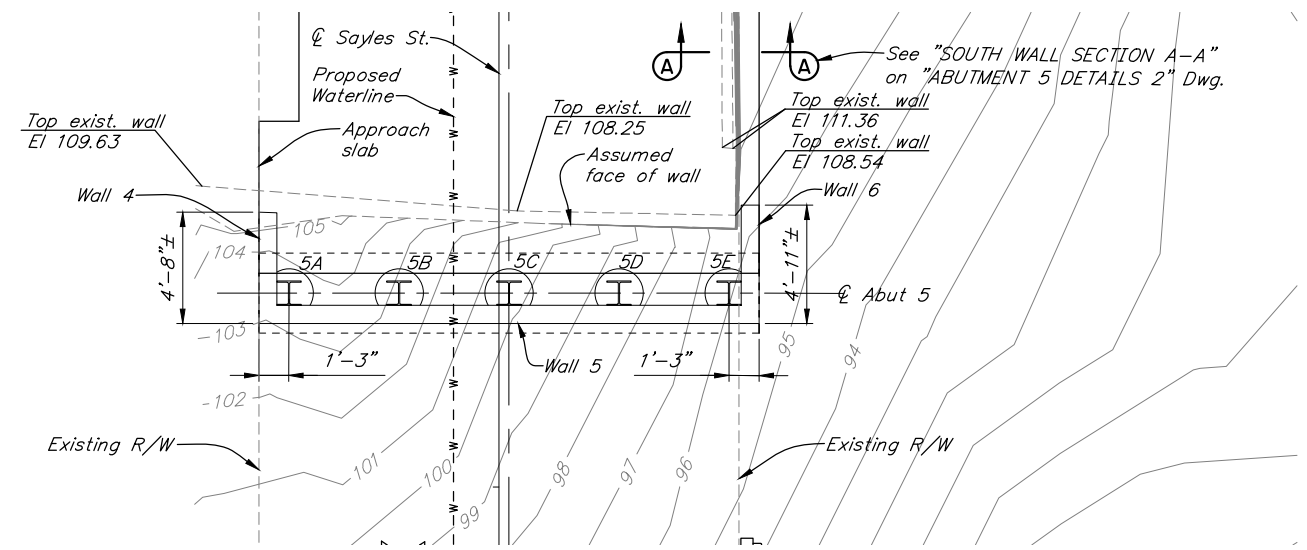 ℄ Sayles St.
Proposed
Waterline
W
W
W
W
W
W
W
W
A
A
See "SOUTH WALL SECTION A-A"
on "ABUTMENT 5 DETAILS 2" Dwg.
Top exist. wall
El 109.63
Approach
slab
Top exist. wall
El 108.25
Top exist. wall
El 111.36
Top exist. wall
El 108.54
Assumed
face of wall
Wall 4
Wall 6
105
104
4'-8"±
5A
5B
5C
5D
5E
4'-11"±
℄ Abut 5
-103
95
94
1'-3"
Wall 5
1'-3"
-102
Existing R/W
Existing R/W
101
100
99
98
97
96